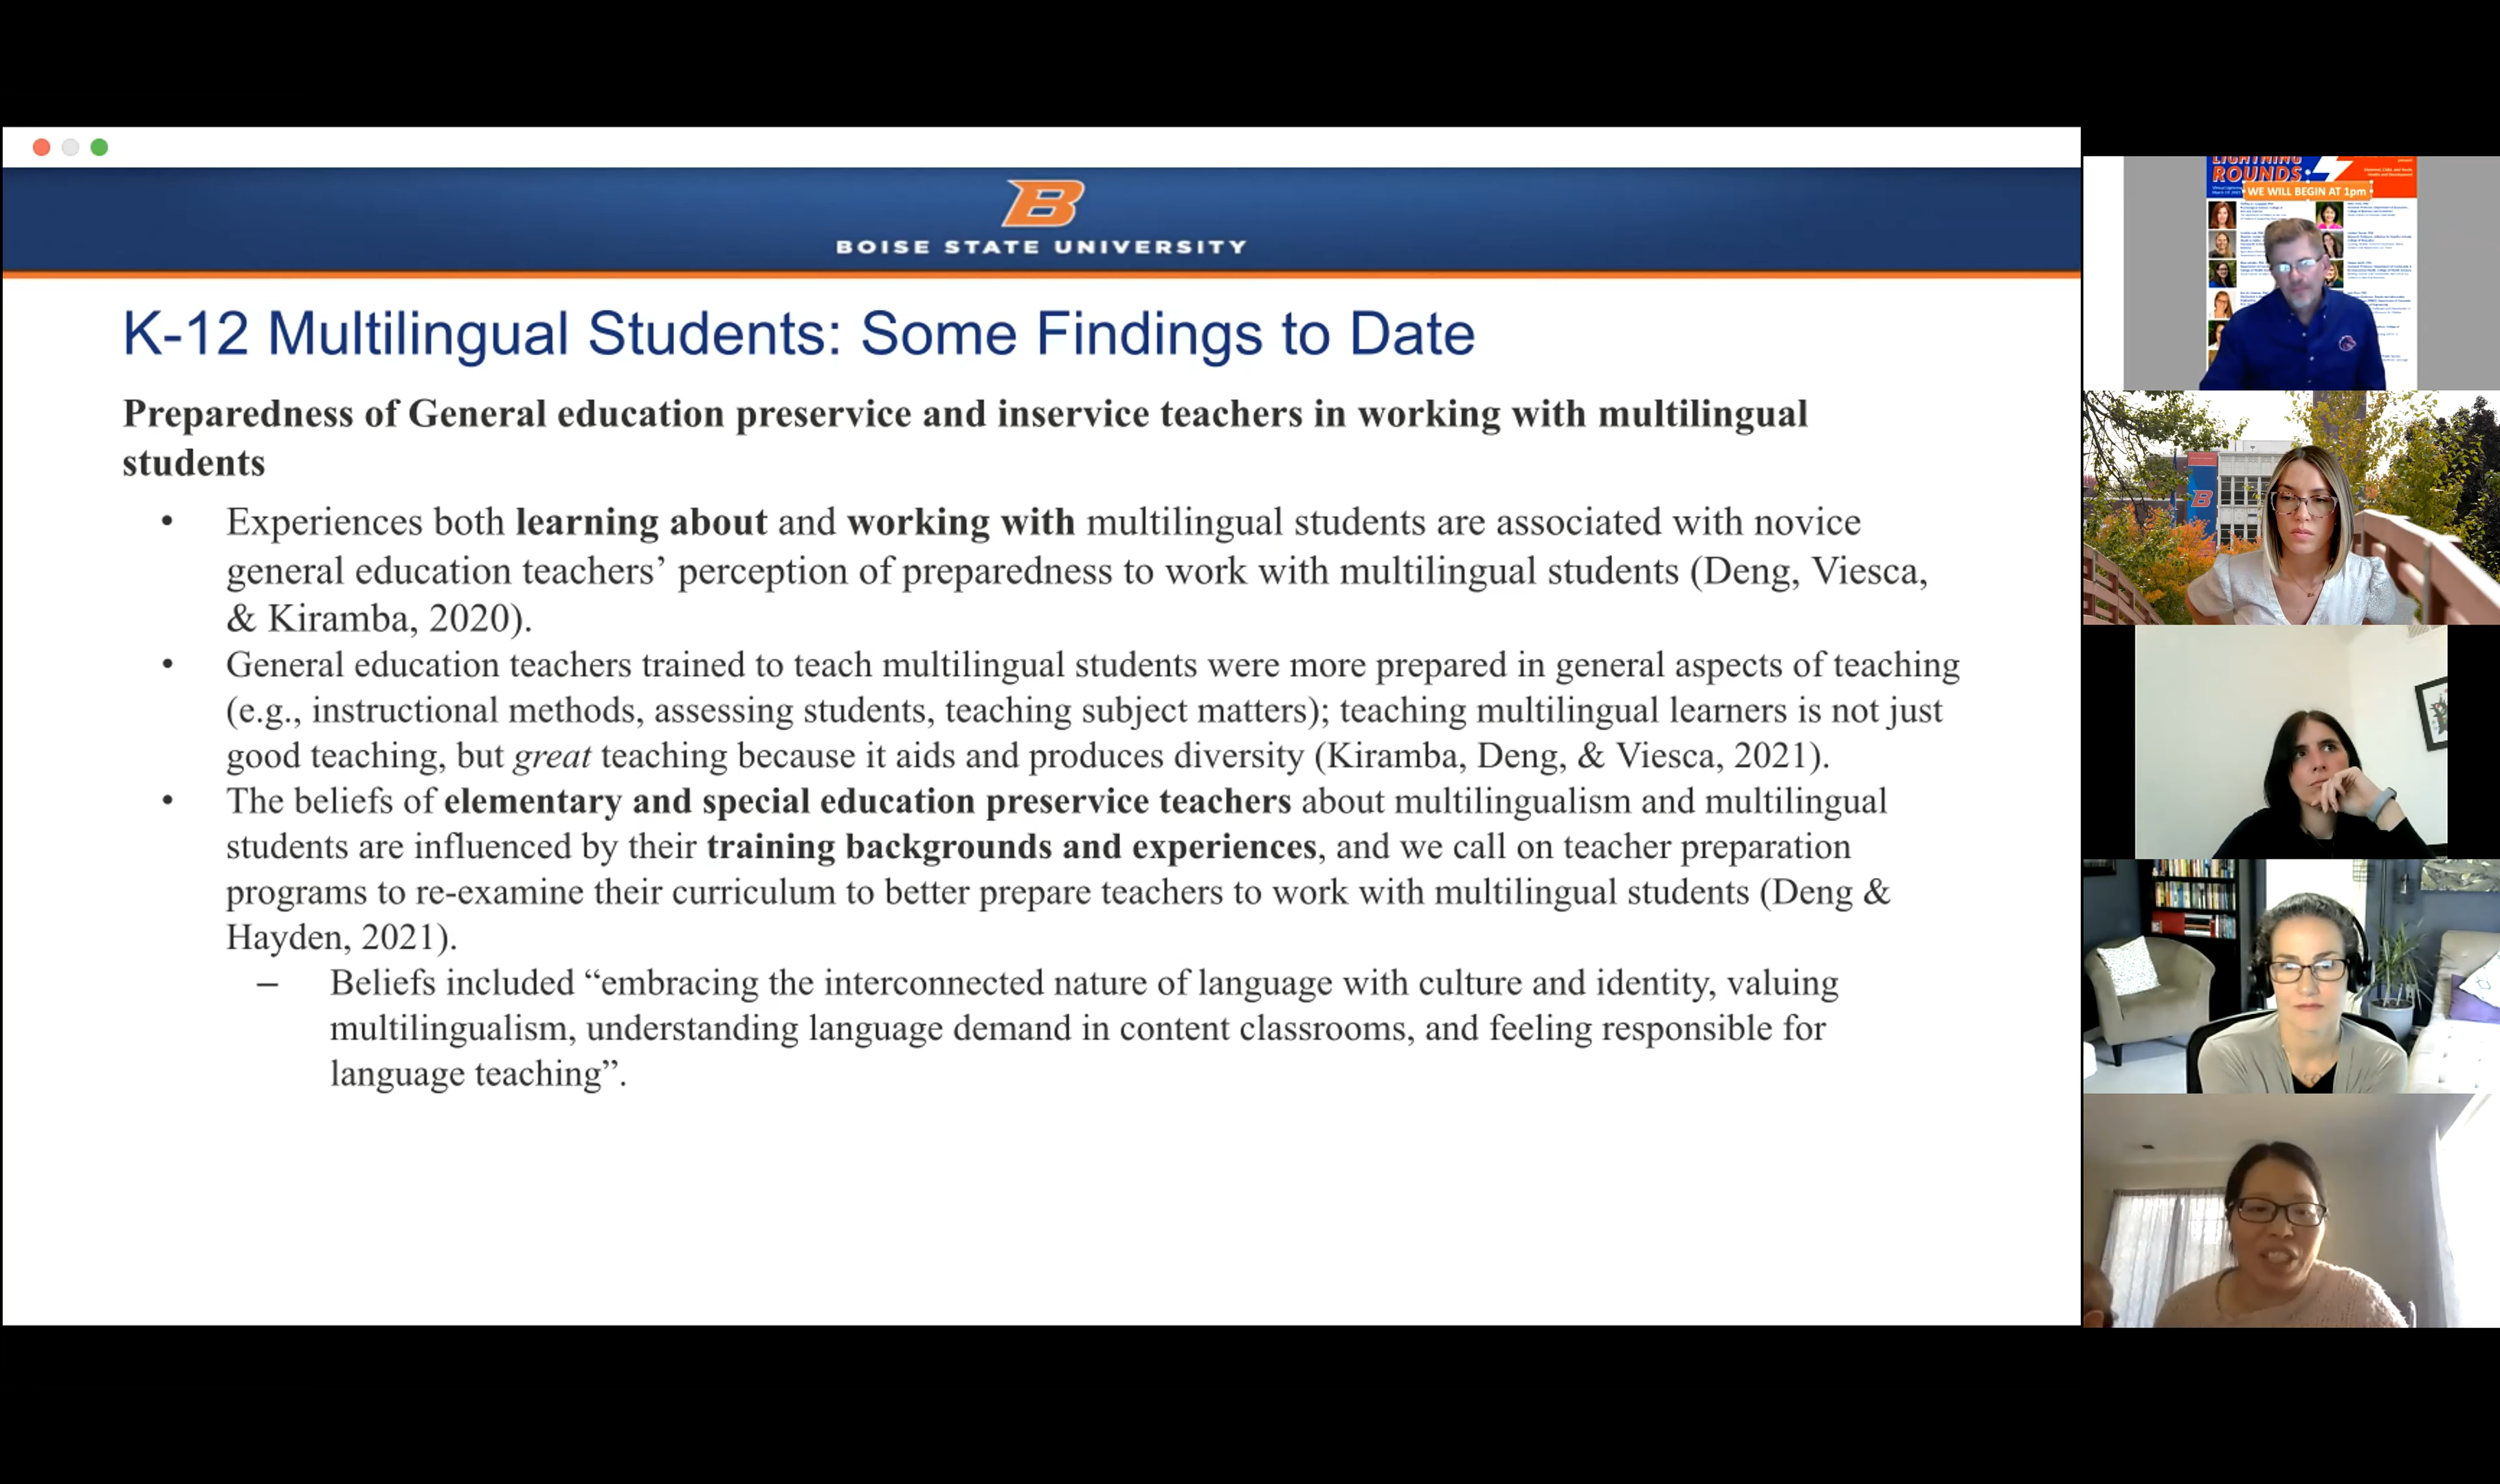 B
BOISE STATE UNIVERSITY
K-12 Multilingual Students: Some Findings to Date
Preparedness of General education preservice and inservice teachers in working with multilingual
students
• Experiences both learning about and working with multilingual students are associated with novice
general education teachers’ perception of preparedness to work with multilingual students (Deng, Viesca,
& Kiramba, 2020).
• General education teachers trained to teach multilingual students were more prepared in general aspects of teaching
(e.g., instructional methods, assessing students, teaching subject matters); teaching multilingual learners is not just
good teaching, but great teaching because it aids and produces diversity (Kiramba, Deng, & Viesca, 2021).
• The beliefs of elementary and special education preservice teachers about multilingualism and multilingual
students are influenced by their training backgrounds and experiences, and we call on teacher preparation
programs to re-examine their curriculum to better prepare teachers to work with multilingual students (Deng &
Hayden, 2021).
– Beliefs included “embracing the interconnected nature of language with culture and identity, valuing
multilingualism, understanding language demand in content classrooms, and feeling responsible for
language teaching”.
LIGHTNING
ROUNDS
WE WILL BEGIN AT 1pm
B